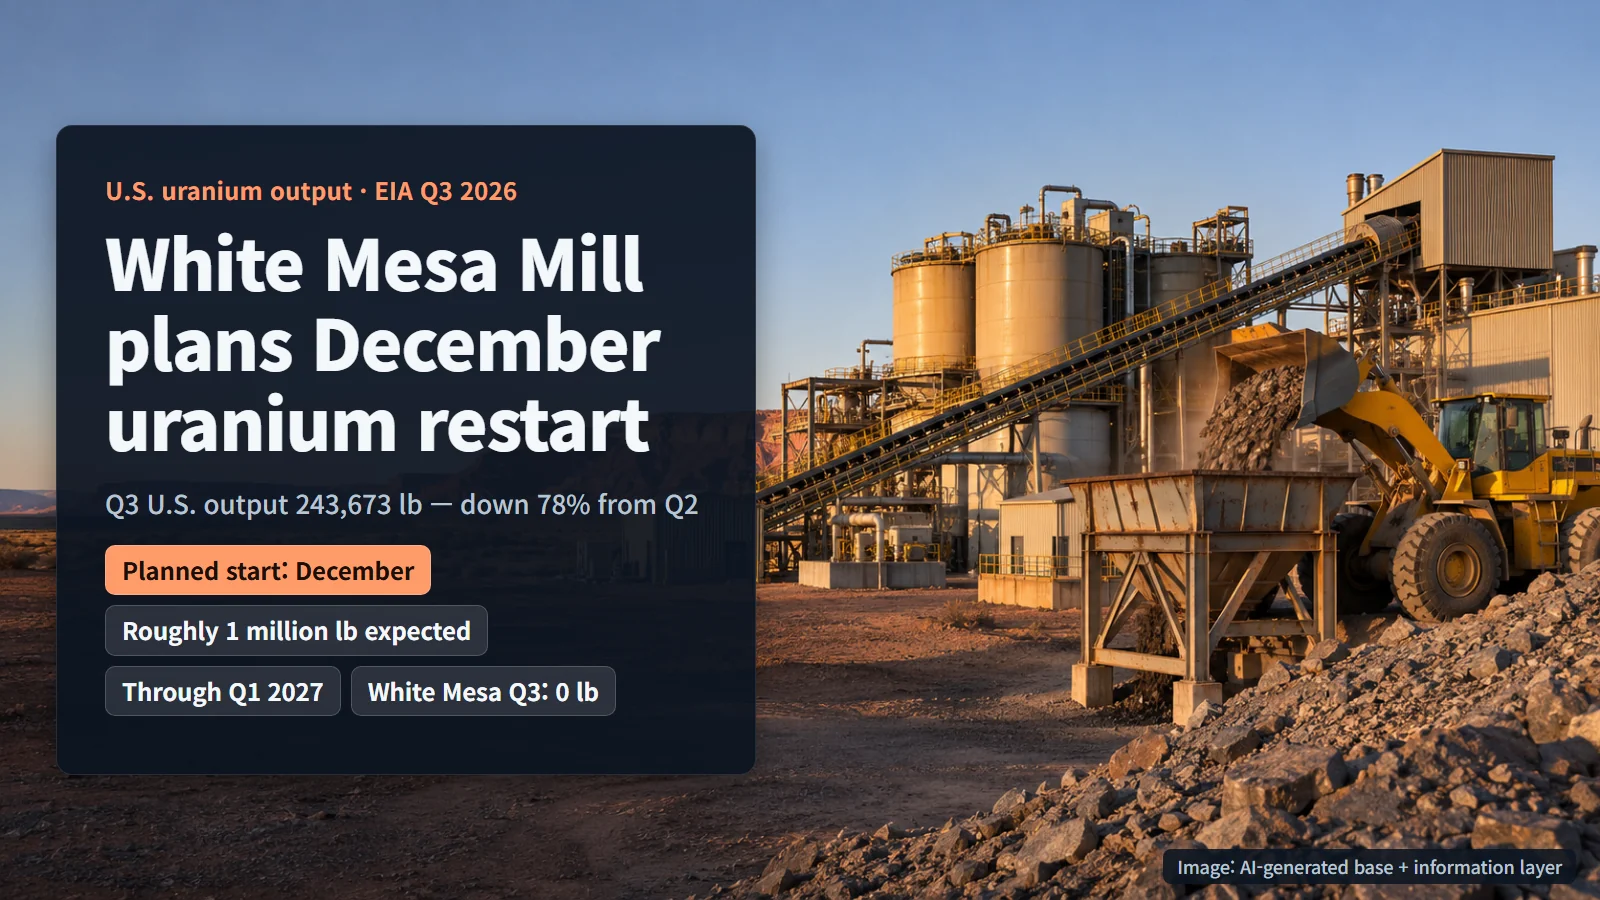 U.S. uranium output · EIA Q3 2026
White Mesa Mill
plans December
uranium restart
Q3 U.S. output 243,673 lb — down 78% from Q2
Planned start: December
Roughly 1 million lb expected
Through Q1 2027
White Mesa Q3: 0 lb
Image: AI-generated base + information layer